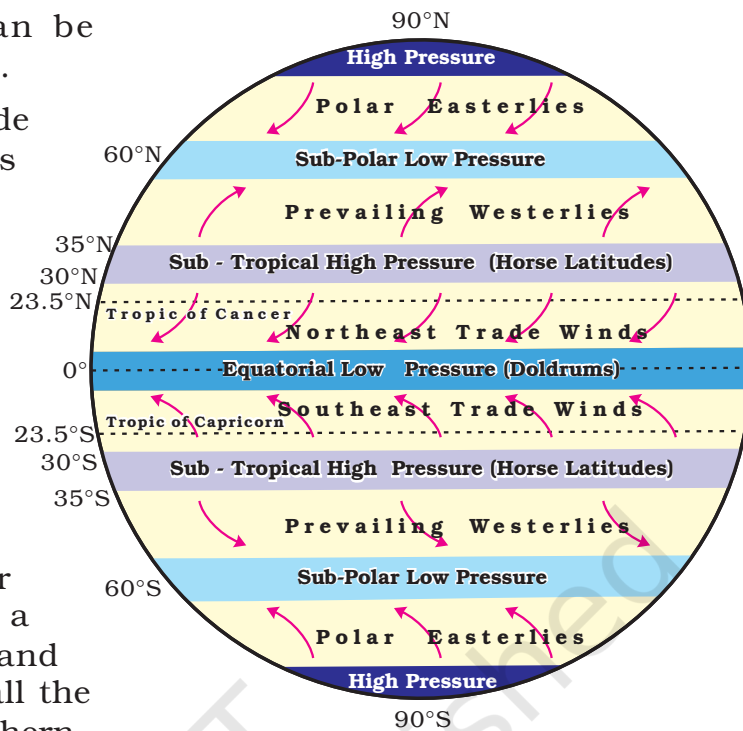 90°N
an be
High Pressure
.
Polar Easterlies
de
60°N
s
Sub-Polar Low Pressure
Prevailing Westerlies
35°N
Sub - Tropical High Pressure (Horse Latitudes)
30°N
23.5°N
Tropic of Cancer
Northeast Trade Winds
0°
Equatorial Low Pressure (Doldrums)
Southeast Trade Winds
Tropic of Capricorn
23.5°S
30°S
Sub - Tropical High Pressure (Horse Latitudes)
35°S
Prevailing Westerlies
r
60°S
Sub-Polar Low Pressure
a
Polar Easterlies
and
all the
High Pressure
hern
90°S